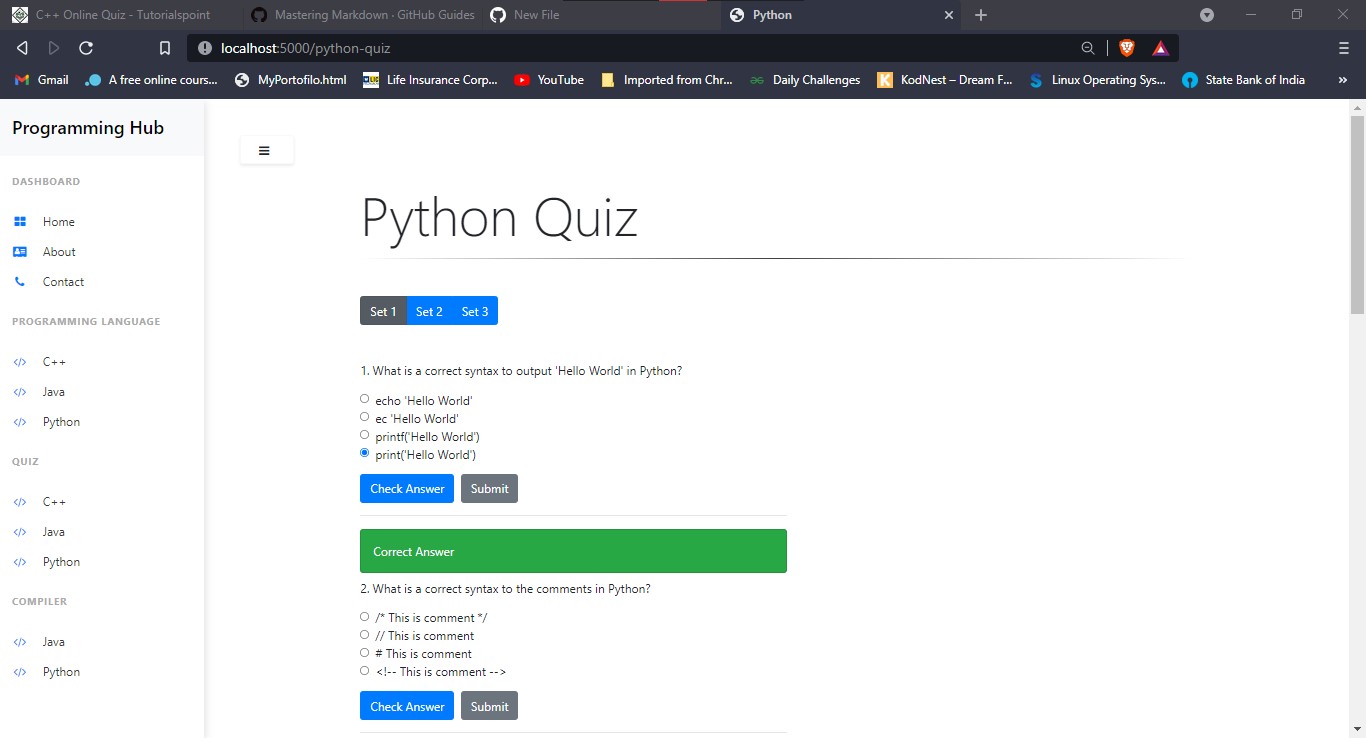 C++ Online Quiz - Tutorialspoint
Mastering Markdown · GitHub Guides
New File
Python
localhost:5000/python-quiz
Gmail
A free online cours...
MyPortofilo.html
Life Insurance Corp...
YouTube
Imported from Chr...
Daily Challenges
KodNest – Dream F...
Linux Operating Sys...
State Bank of India
»
Programming Hub
DASHBOARD
Home
About
Contact
PROGRAMMING LANGUAGE
</> C++
</> Java
</> Python
QUIZ
</> C++
</> Java
</> Python
COMPILER
</> Java
</> Python
Python Quiz
Set 1 Set 2 Set 3
1. What is a correct syntax to output 'Hello World' in Python?
echo 'Hello World'
ec 'Hello World'
printf('Hello World')
print('Hello World')
Check Answer Submit
Correct Answer
2. What is a correct syntax to the comments in Python?
/* This is comment */
// This is comment
# This is comment
<!-- This is comment -->
Check Answer Submit